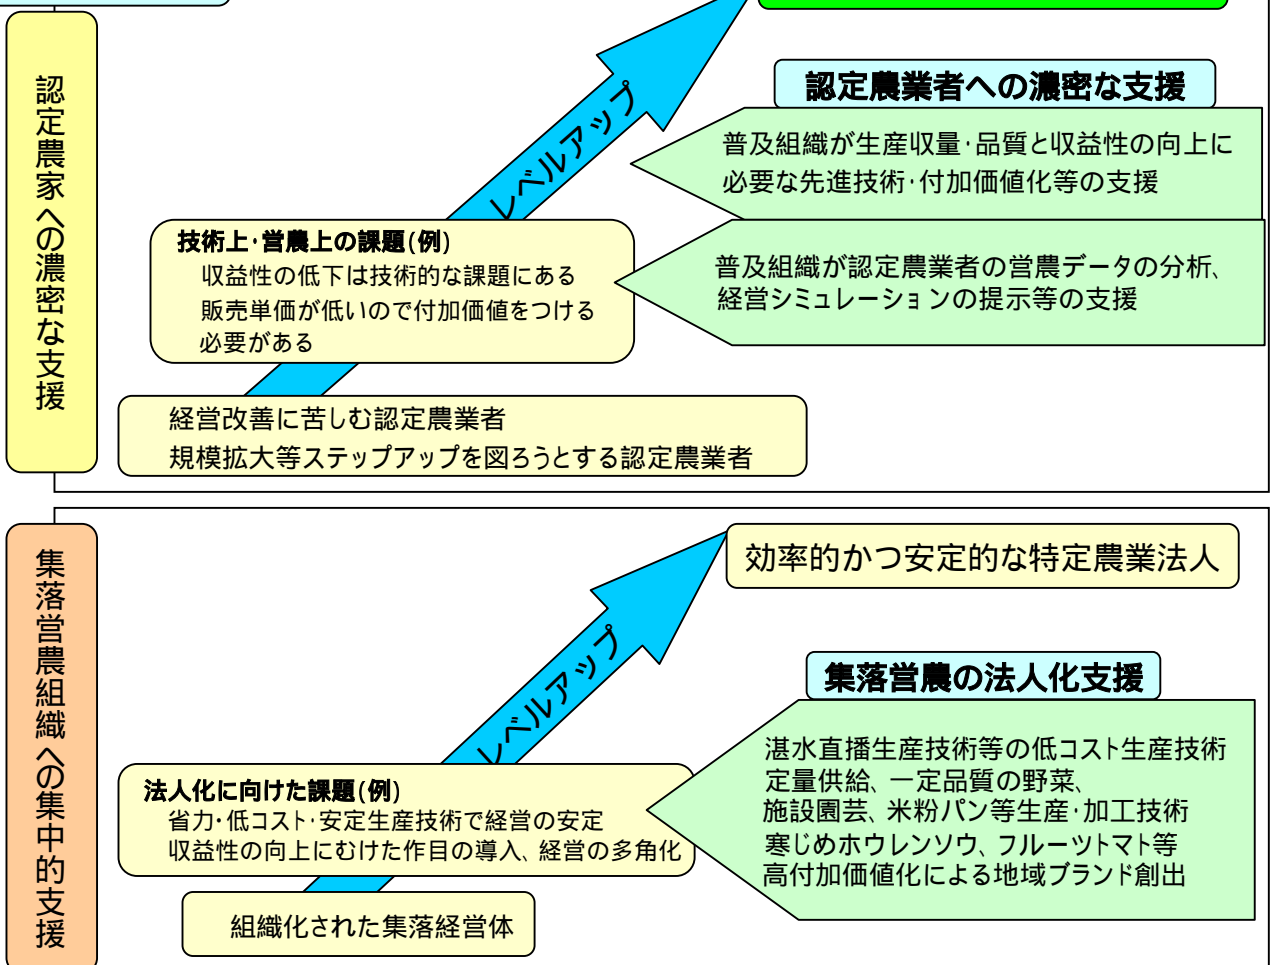 認定農家への濃密な支援
認定農業者への濃密な支援
レベルアップ
普及組織が生産収量・品質と収益性の向上に
必要な先進技術・付加価値化等の支援
技術上・営農上の課題(例)
収益性の低下は技術的な課題にある
販売単価が低いので付加価値をつける
必要がある
普及組織が認定農業者の営農データの分析、
経営シミュレーションの提示等の支援
経営改善に苦しむ認定農業者
規模拡大等ステップアップを図ろうとする認定農業者
集落営農組織への集中的支援
効率的かつ安定的な特定農業法人
レベルアップ
集落営農の法人化支援
湛水直播生産技術等の低コスト生産技術
定量供給、一定品質の野菜、
施設園芸、米粉パン等生産・加工技術
寒じめホウレンソウ、フルーツトマト等
高付加価値化による地域ブランド創出
法人化に向けた課題(例)
省力・低コスト・安定生産技術で経営の安定
収益性の向上にむけた作目の導入、経営の多角化
組織化された集落経営体